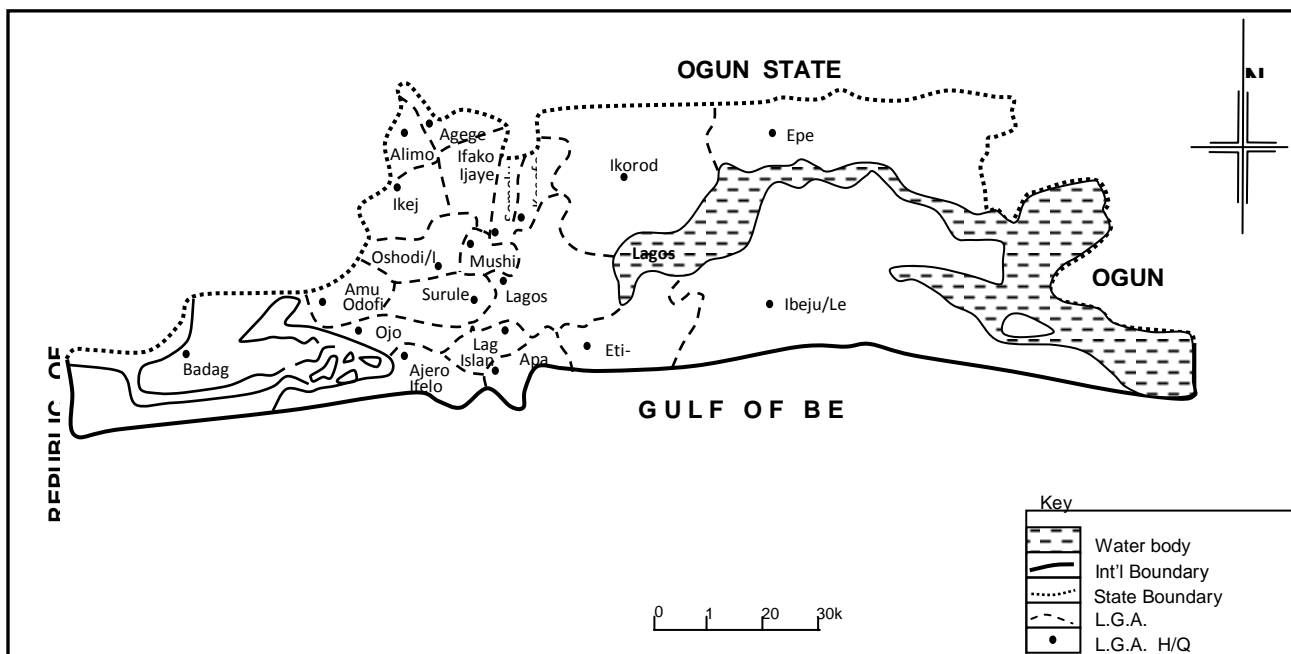 OGUN STATE
Agege
Alimo
Ifako
Ijaye
Epe
Ikorod
Ikej
Oshodi/I
Mushi
Lagos
OGUN
Amu
Odofi
Surule
Lagos
Ibeju/Le
Ojo
Lag
Islan
Apa
Eti-
Badag
Ajero
Ifelo
GULF OF BE
REPUBLIC OF
Key
Water body
Int'l Boundary
State Boundary
L.G.A.
L.G.A. H/Q
0 1 20 30k